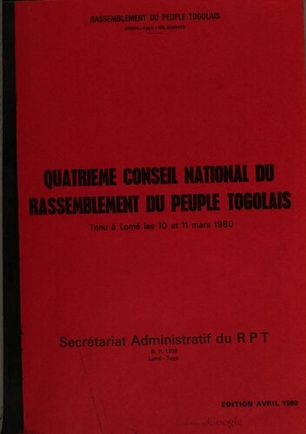 RASSEMBLEMENT DU PEUPLE TOGOLAIS
QUATRIEME CONSEIL NATIONAL DU
RASSEMBLEMENT DU PEUPLE TOGOLAIS
Tenu à Lomé les 10 et 11 mars 1980
Secrétariat Administratif du RPT
B. P. 1208
Lomé - Togo
EDITION AVRIL 1980